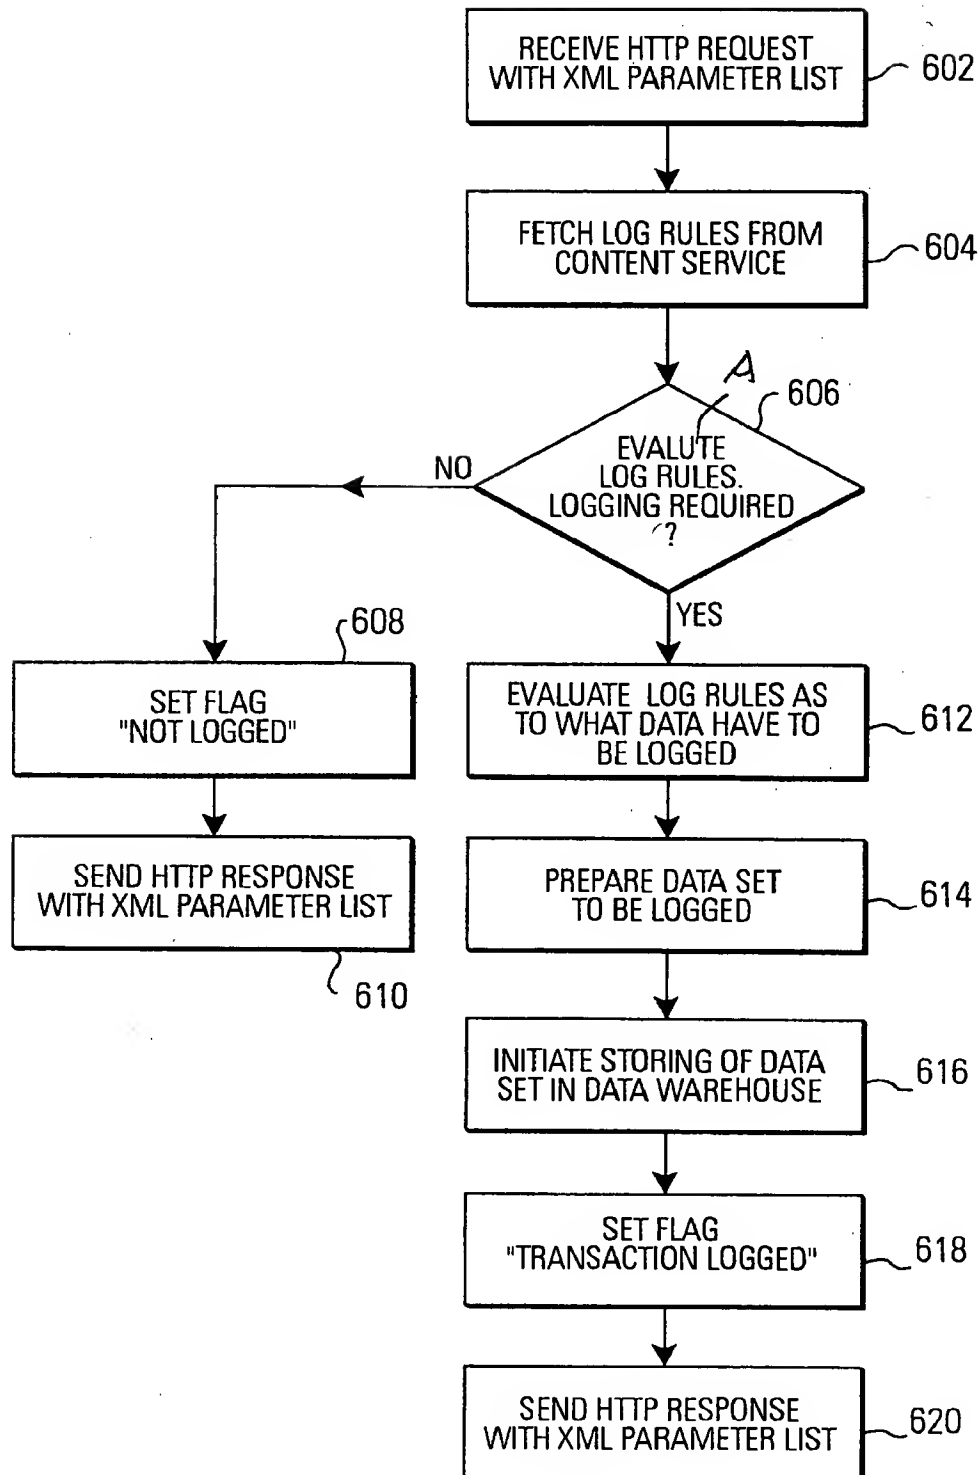 RECEIVE HTTP REQUEST
WITH XML PARAMETER LIST
602
FETCH LOG RULES FROM
CONTENT SERVICE
604
A
606
EVALUTE
LOG RULES.
LOGGING REQUIRED
?
NO
YES
608
SET FLAG
"NOT LOGGED"
EVALUATE LOG RULES AS
TO WHAT DATA HAVE TO
BE LOGGED
612
SEND HTTP RESPONSE
WITH XML PARAMETER LIST
610
PREPARE DATA SET
TO BE LOGGED
614
INITIATE STORING OF DATA
SET IN DATA WAREHOUSE
616
SET FLAG
"TRANSACTION LOGGED"
618
SEND HTTP RESPONSE
WITH XML PARAMETER LIST
620